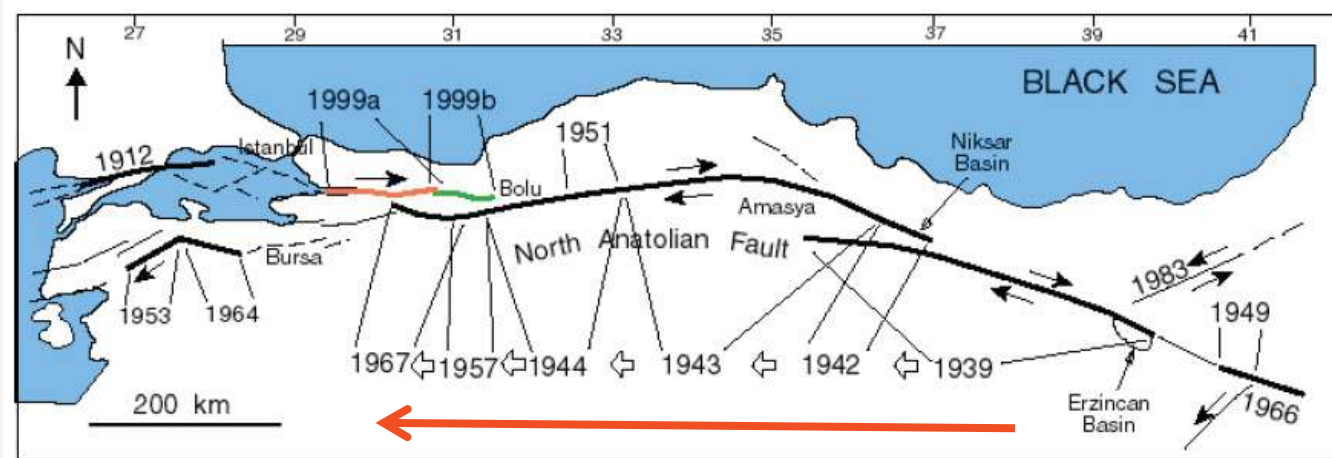 27 29 31 33 35 37 39 41
N
BLACK SEA
1999a 1999b
Niksar
Basin
1951
Istanbul
1912
Bolu
Amasya
North Anatolian Fault
Bursa
1983
1953 1964
1949
1967 1957 1944 1943 1942 1939
200 km
Erzincan
Basin
1966